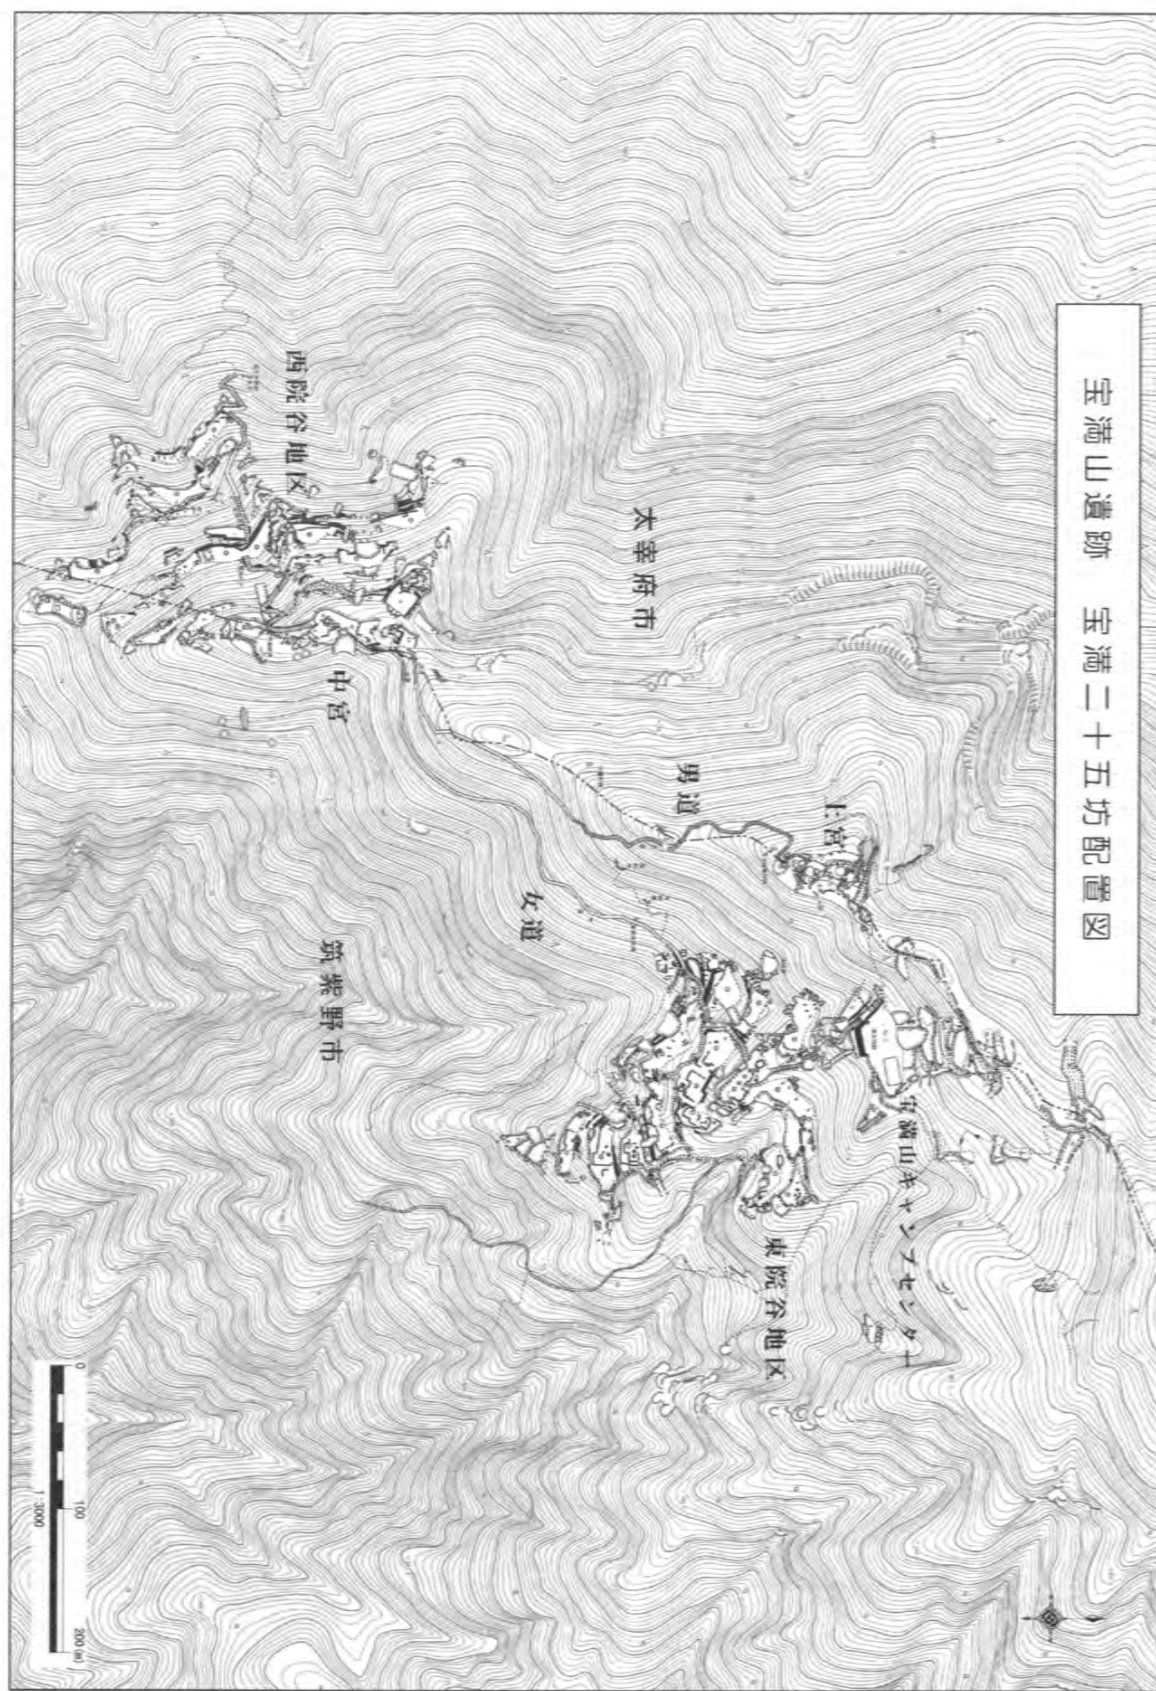 宝満山遺跡　宝満二十五坊配置図
西院谷地区
太宰府市
中宮
男道
上宮
女道
筑紫野市
宝満山キャンプセンター
東院谷地区
0
100
200 (m)
1:3000